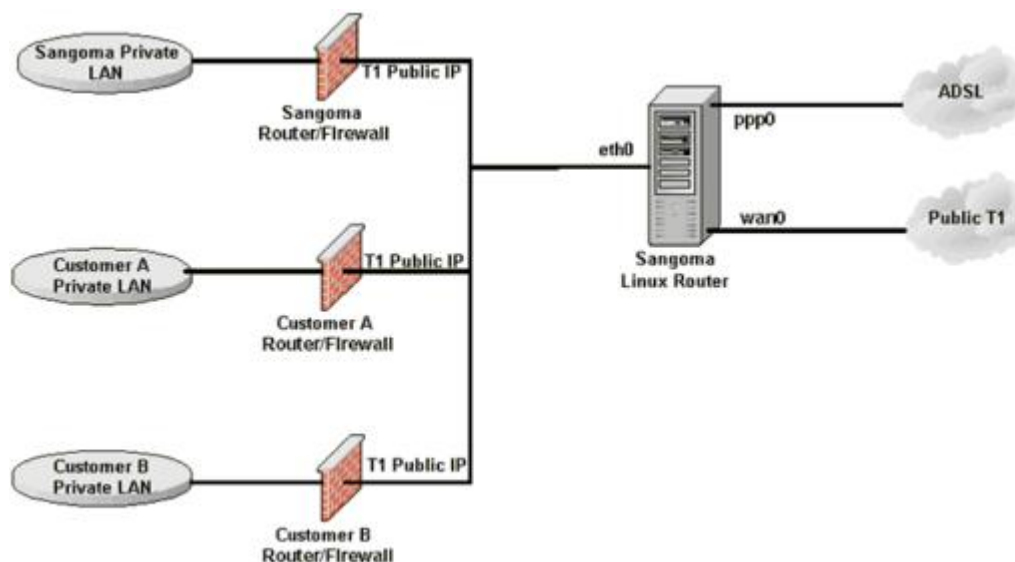 Sangoma Private
LAN
T1 Public IP
Sangoma
Router/Firewall
ADSL
ppp0
eth0
wan0
Public T1
Sangoma
Linux Router
Customer A
Private LAN
T1 Public IP
Customer A
Router/Firewall
Customer B
Private LAN
T1 Public IP
Customer B
Router/Firewall